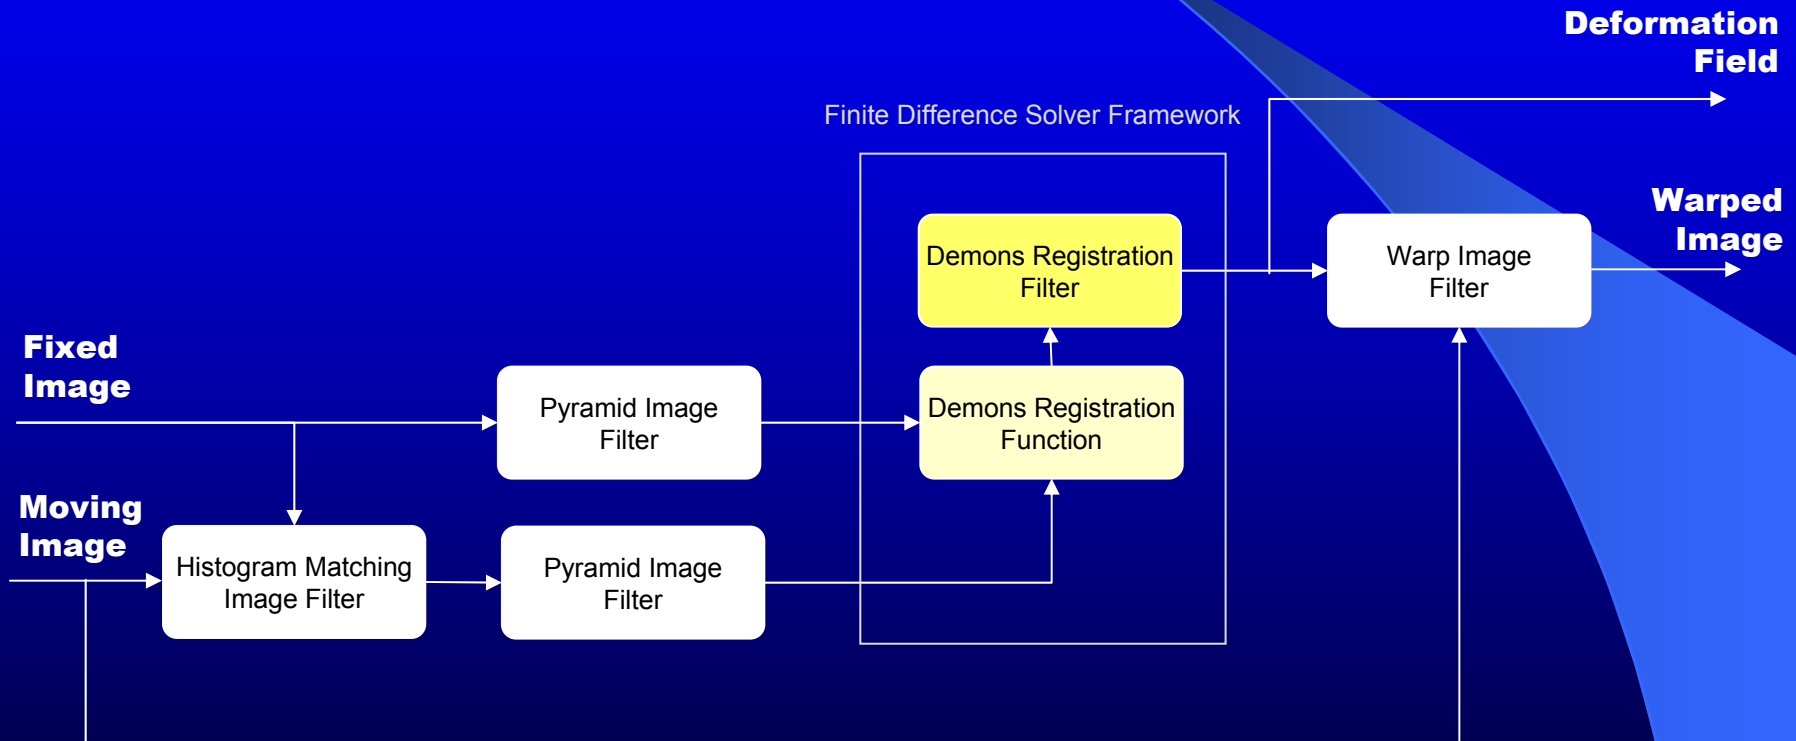 Deformation
Field
Finite Difference Solver Framework
Warped
Image
Demons Registration
Filter
Warp Image
Filter
Fixed
Image
Pyramid Image
Filter
Demons Registration
Function
Moving
Image
Histogram Matching
Image Filter
Pyramid Image
Filter